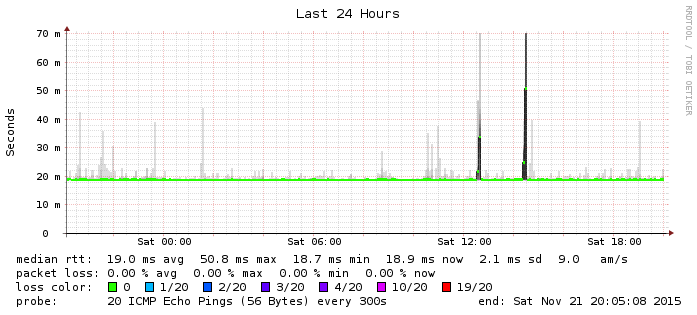 Last 24 Hours
RRDTOOL / TOBI OETIKER
Seconds
70 m
60 m
50 m
40 m
30 m
20 m
10 m
0
Sat 00:00 Sat 06:00 Sat 12:00 Sat 18:00
median rtt: 19.0 ms avg 50.8 ms max 18.7 ms min 18.9 ms now 2.1 ms sd 9.0 am/s
packet loss: 0.00 % avg 0.00 % max 0.00 % min 0.00 % now
loss color: 0 1/20 2/20 3/20 4/20 10/20 19/20
probe: 20 ICMP Echo Pings (56 Bytes) every 300s end: Sat Nov 21 20:05:08 2015